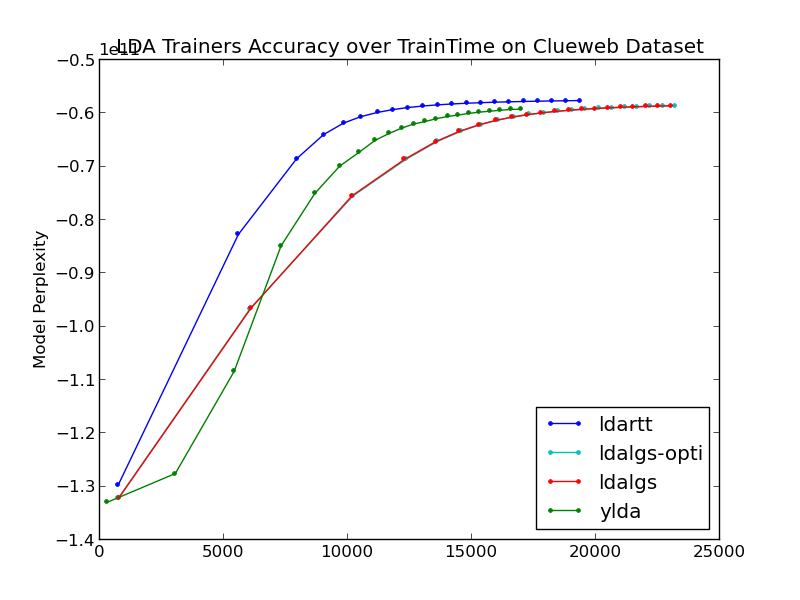 1e11
LDA Trainers Accuracy over TrainTime on Clueweb Dataset
−0.5
−0.6
−0.7
−0.8
−0.9
−1.0
−1.1
−1.2
−1.3
−1.4
Model Perplexity
ldartt
ldalgs-opti
ldalgs
ylda
0 5000 10000 15000 20000 25000